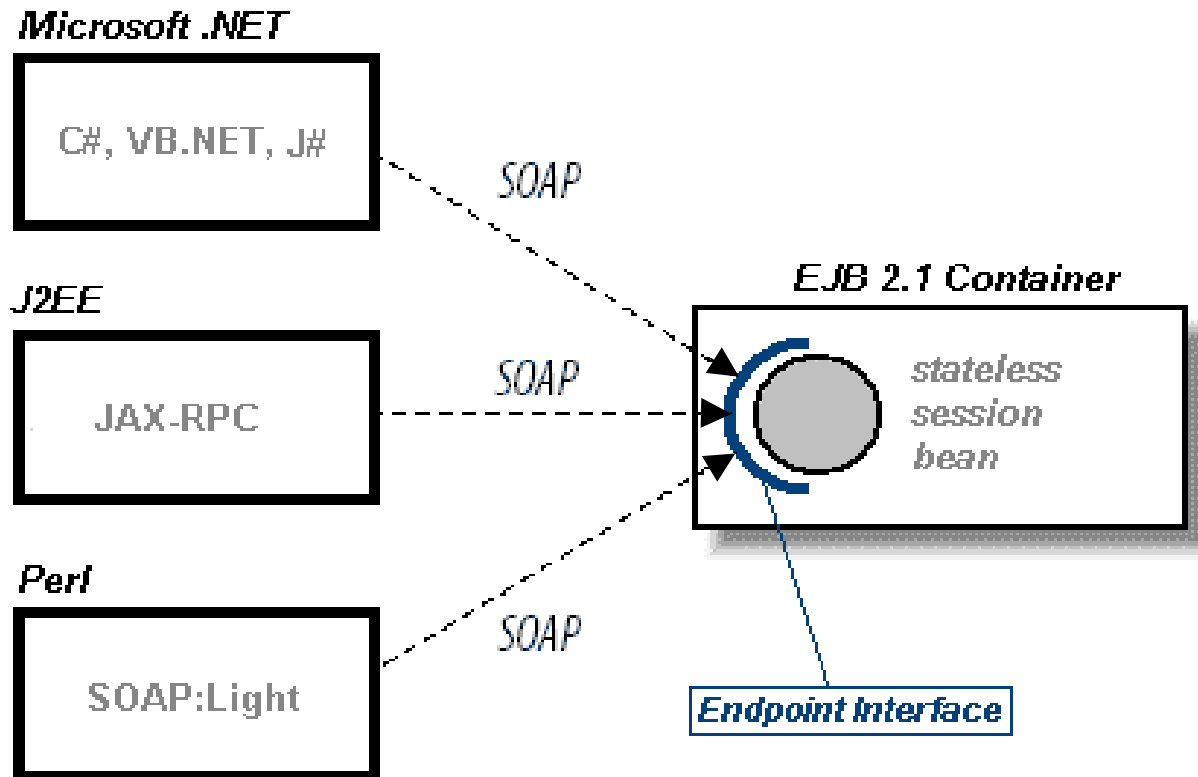 Microsoft .NET
C#, VB.NET, J#
SOAP
J2EE
JAX-RPC
SOAP
Perl
SOAP:Light
SOAP
EJB 2.1 Container
stateless
session
bean
Endpoint Interface